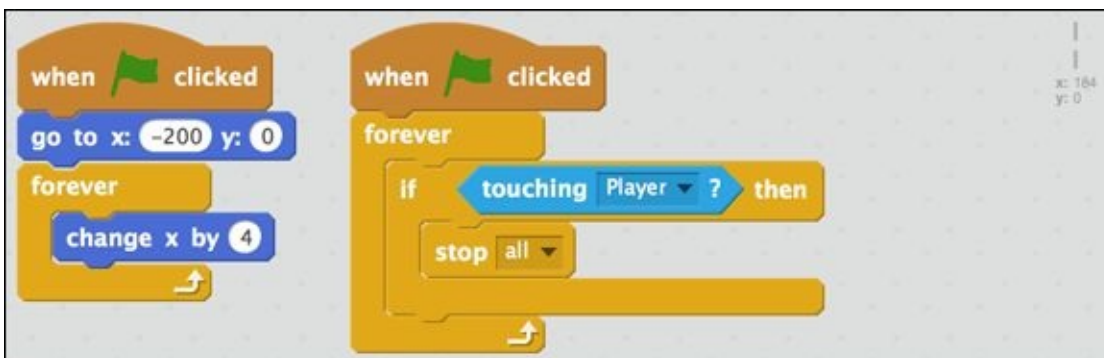 when clicked
go to x: -200 y: 0
forever
change x by 4
when clicked
forever
if touching Player ? then
stop all
x: 184
y: 0